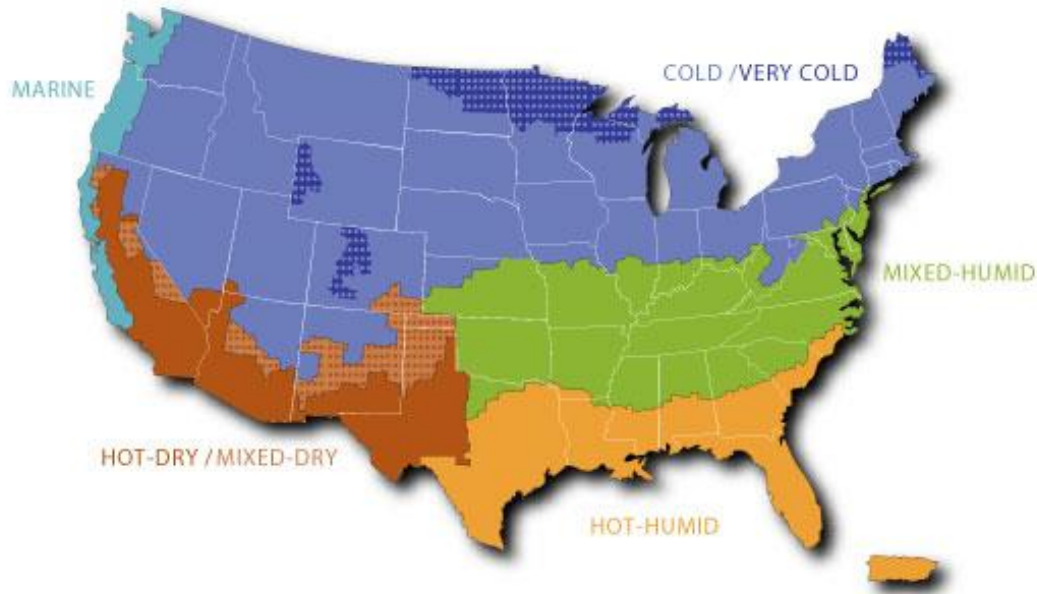 COLD / VERY COLD
MARINE
MIXED-HUMID
HOT-DRY / MIXED-DRY
HOT-HUMID